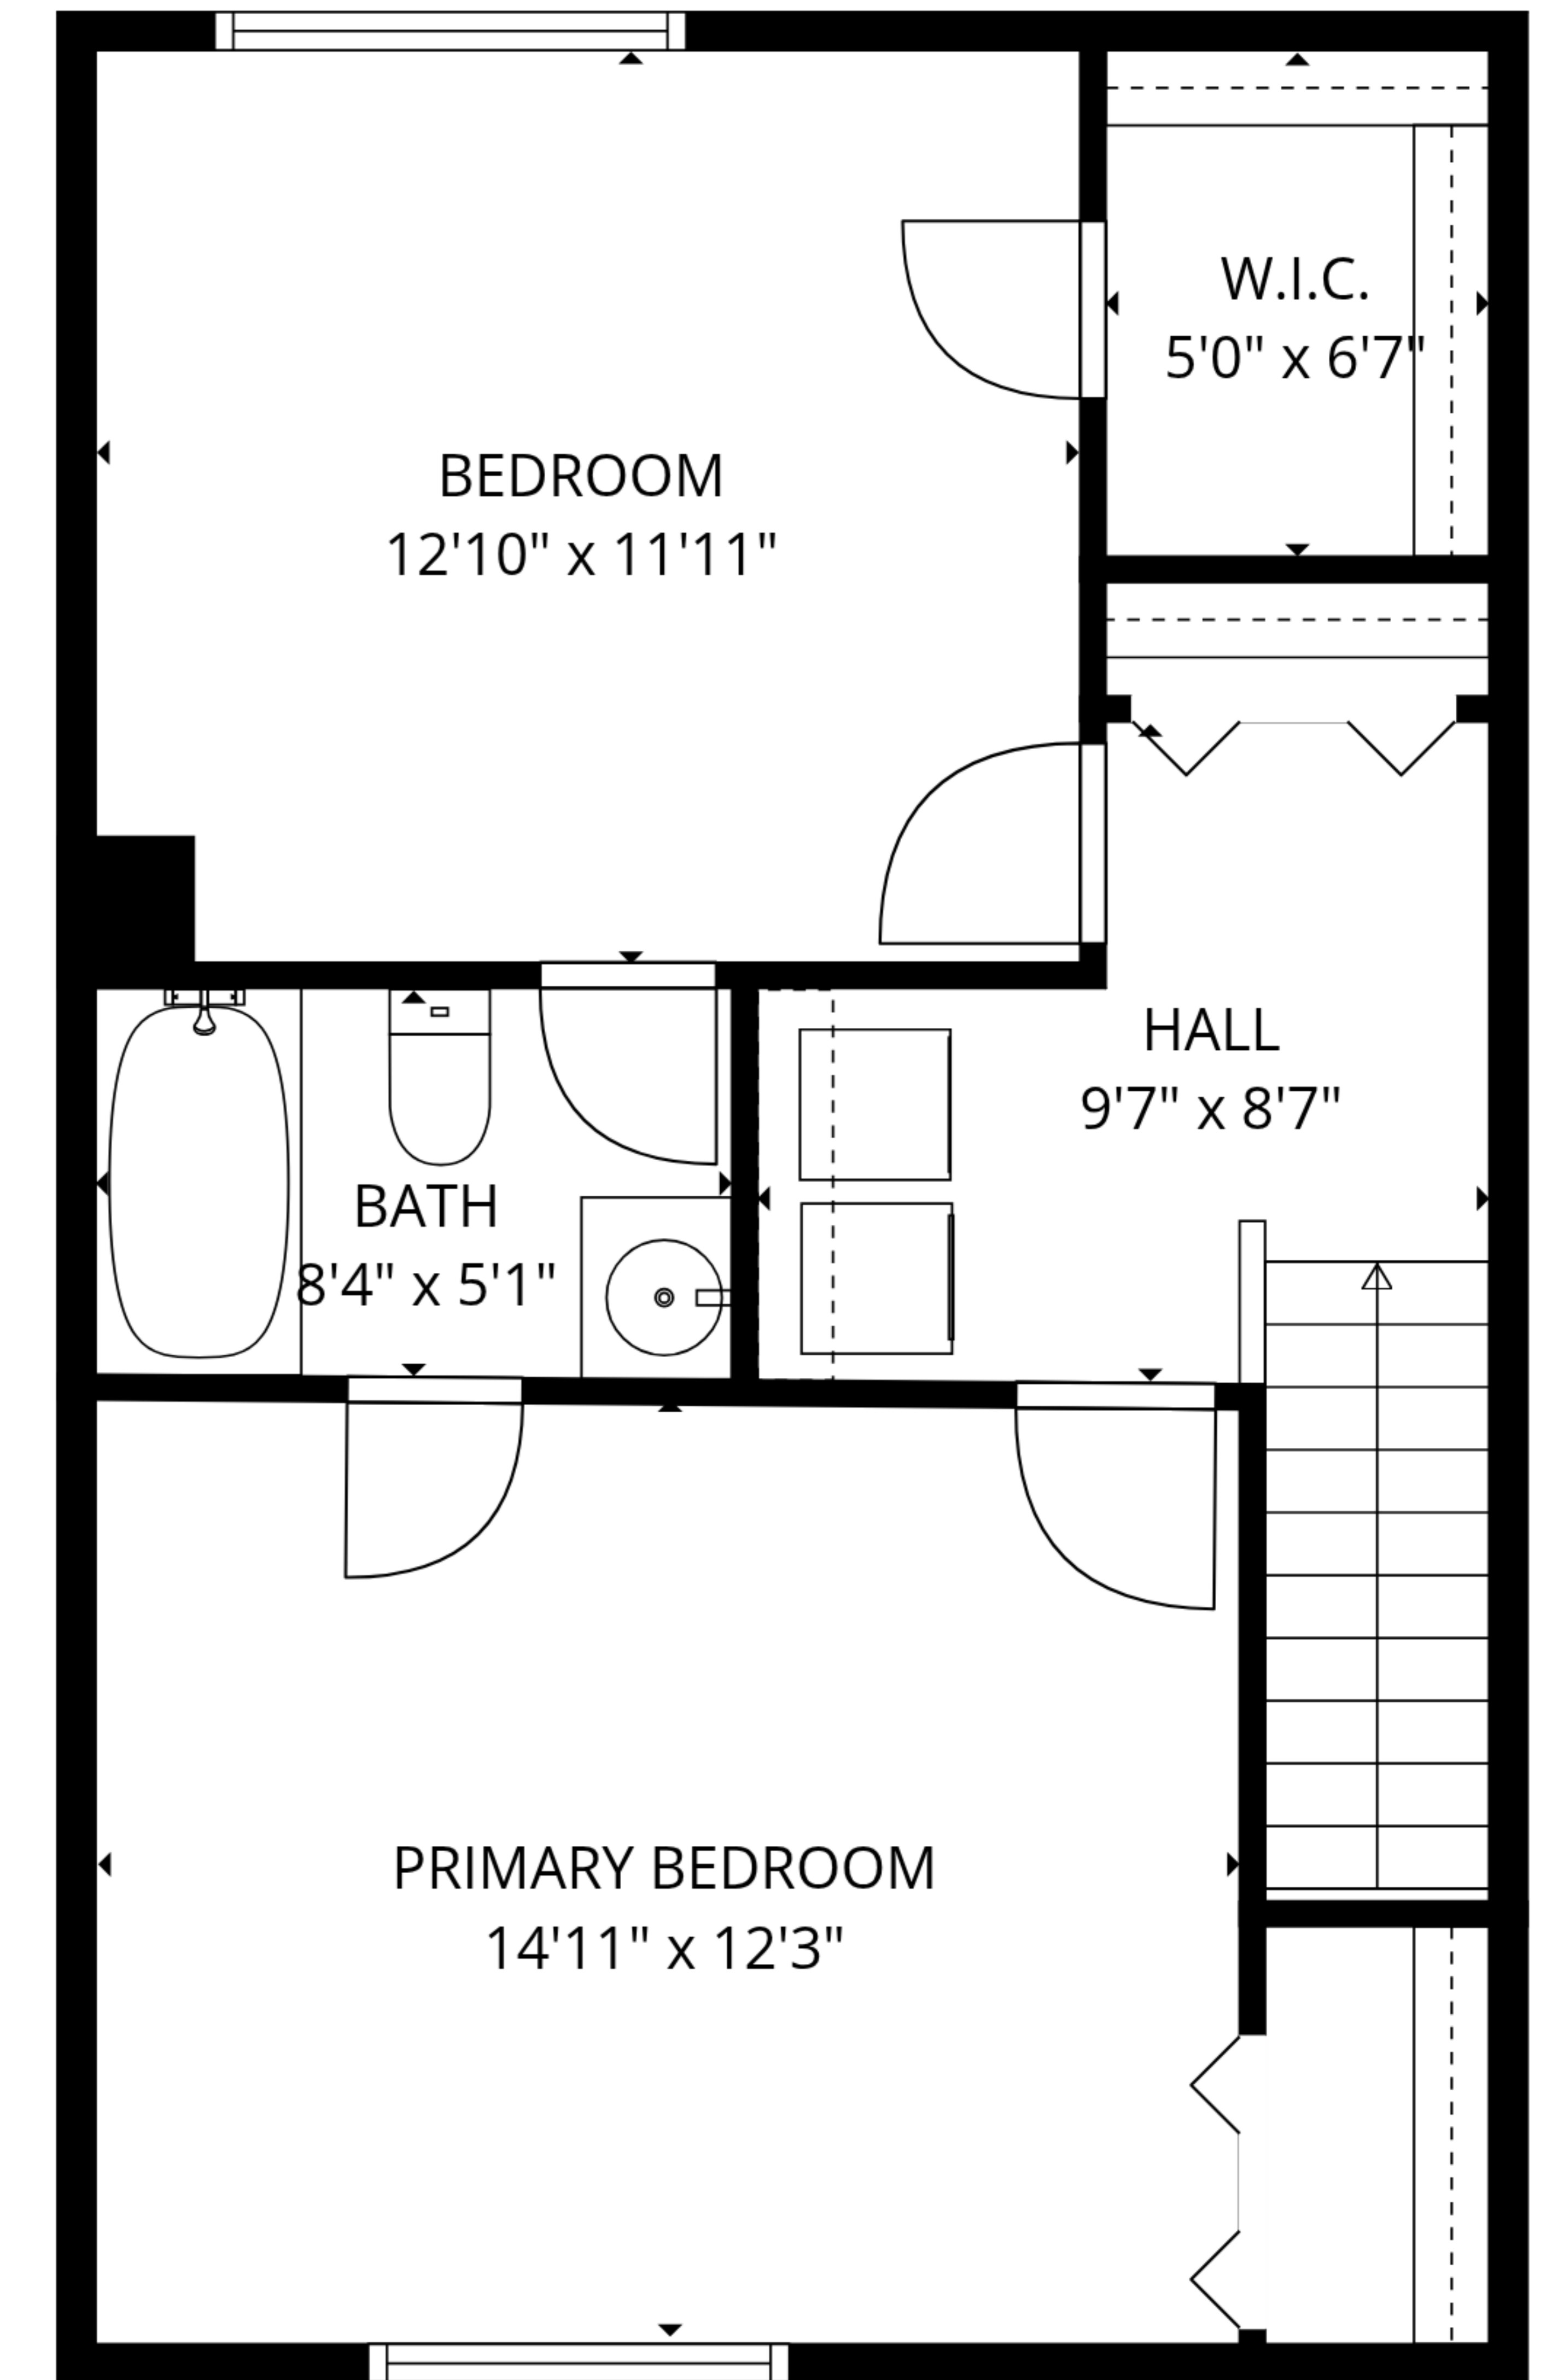 W.I.C.
5'0" x 6'7"
BEDROOM
12'10" x 11'11"
HALL
9'7" x 8'7"
BATH
8'4" x 5'1"
PRIMARY BEDROOM
14'11" x 12'3"